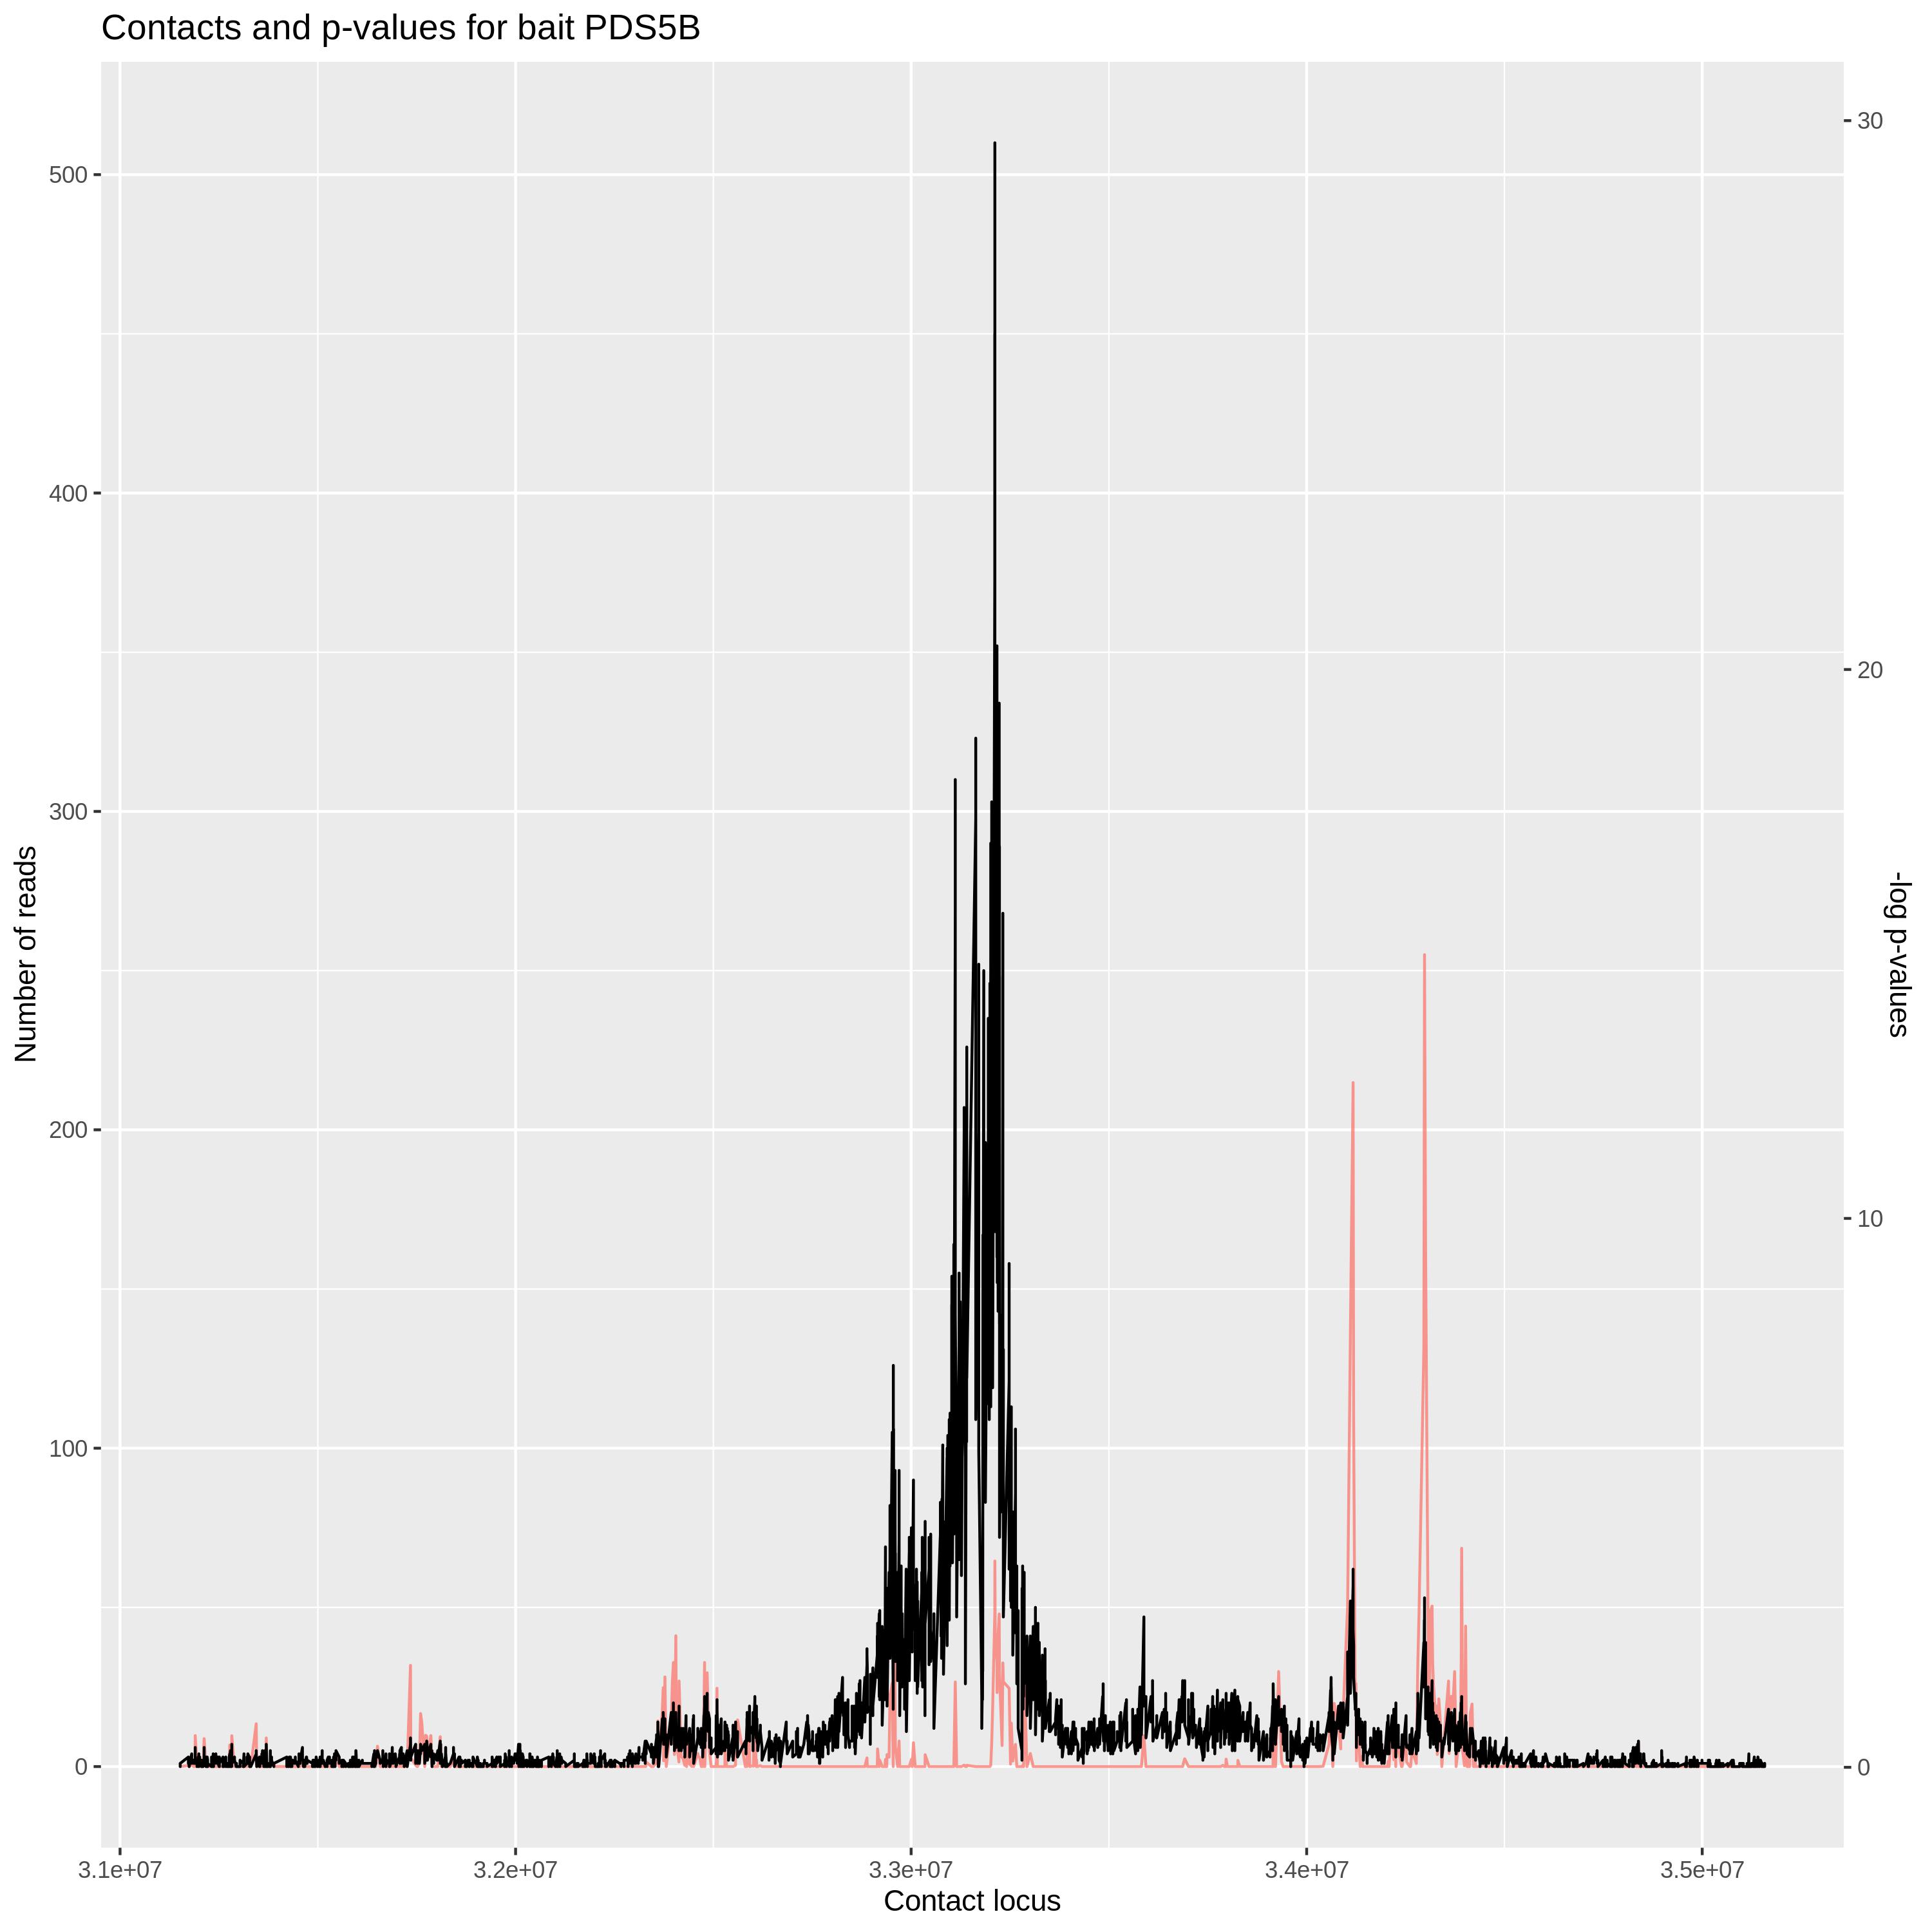 Contacts and p-values for bait PDS5B
500
400
300
200
100
0
Number of reads
30
20
10
0
-log p-values
3.1e+07
3.2e+07
3.3e+07
3.4e+07
3.5e+07
Contact locus